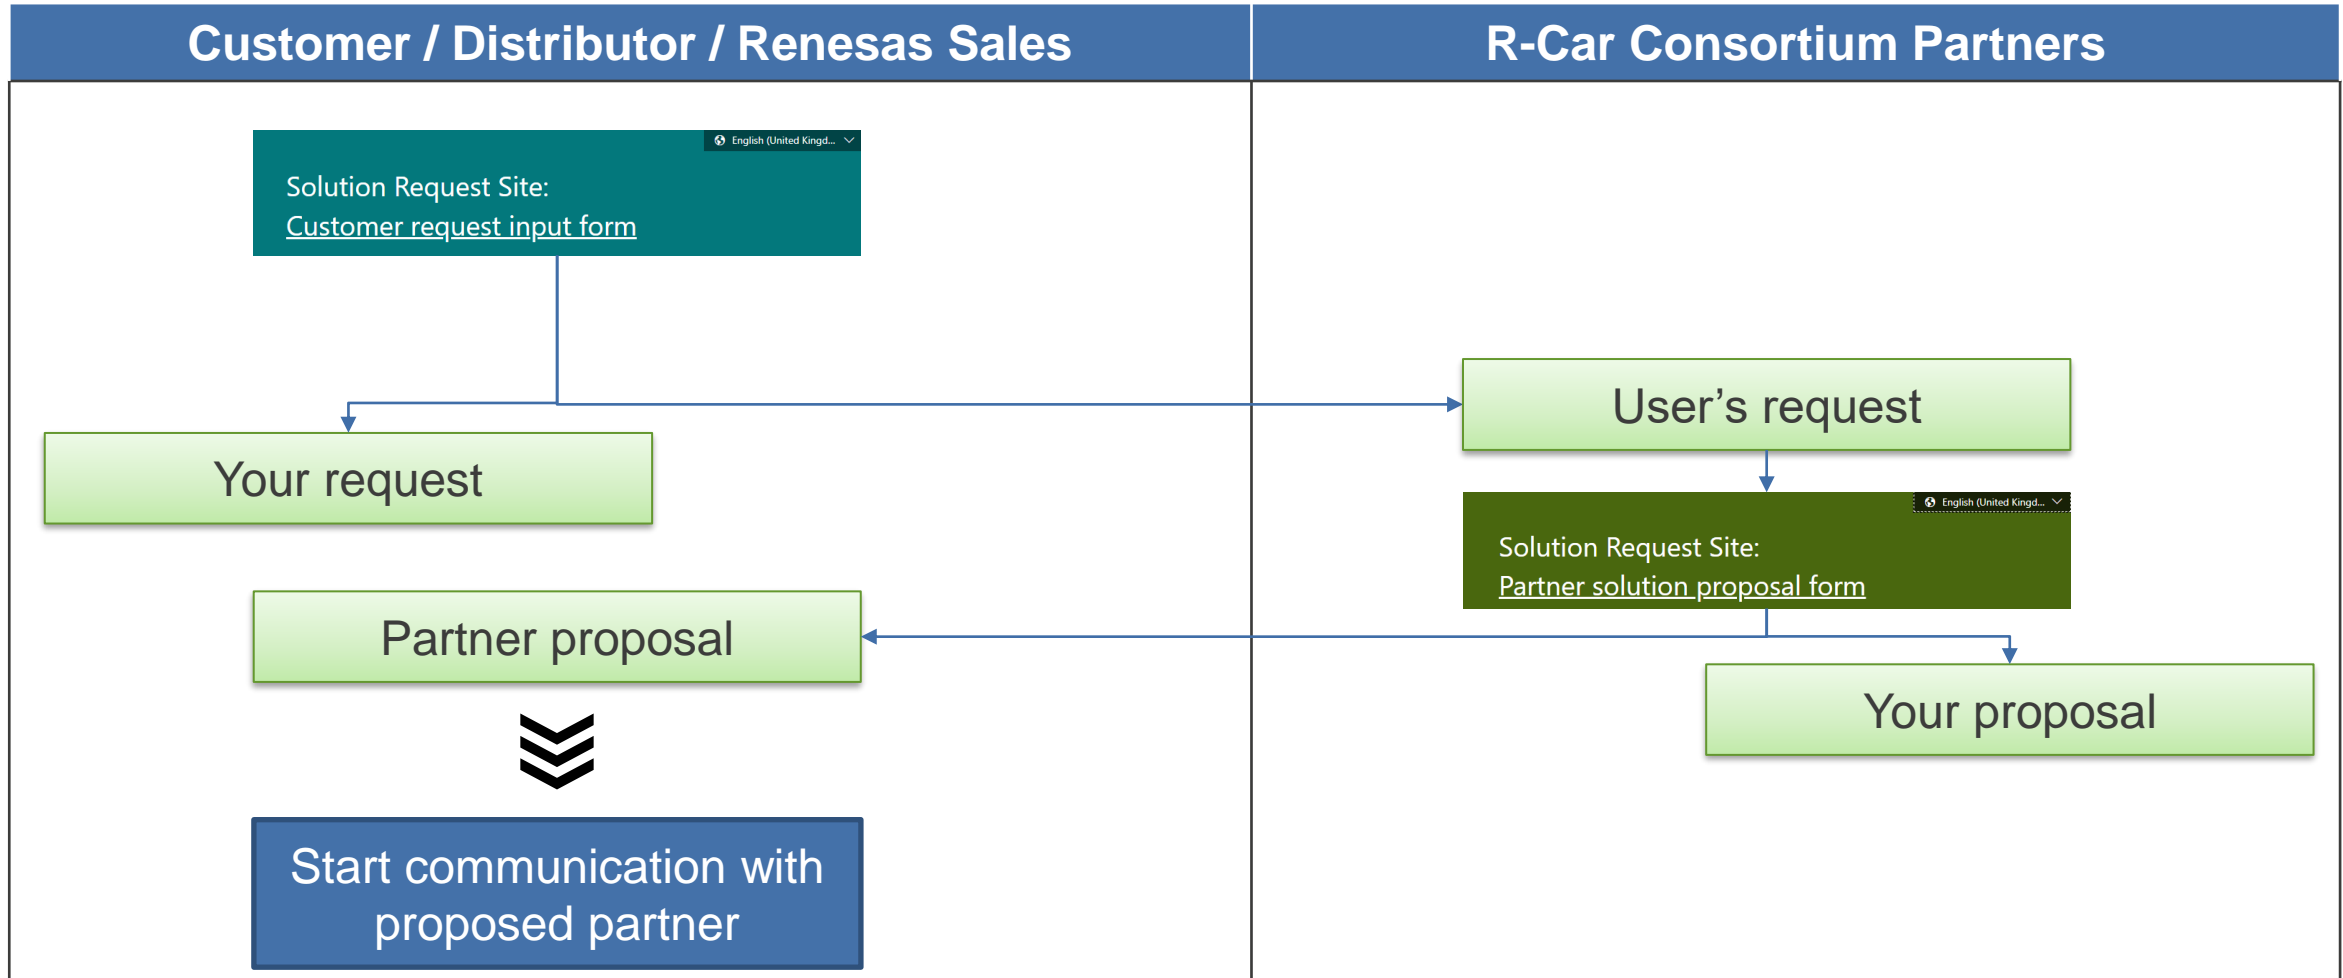 Customer / Distributor / Renesas Sales
R-Car Consortium Partners
English (United Kingd...
Solution Request Site:
Customer request input form
User’s request
Your request
English (United Kingd...
Solution Request Site:
Partner solution proposal form
Partner proposal
Your proposal
Start communication with
proposed partner